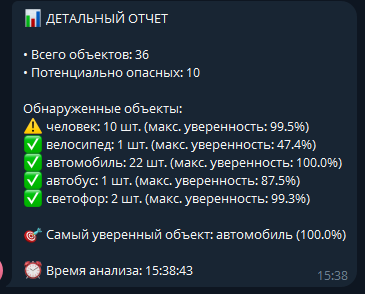 📊 ДЕТАЛЬНЫЙ ОТЧЕТ
• Всего объектов: 36
• Потенциально опасных: 10
Обнаруженные объекты:
⚠️ человек: 10 шт. (макс. уверенность: 99.5%)
✅ велосипед: 1 шт. (макс. уверенность: 47.4%)
✅ автомобиль: 22 шт. (макс. уверенность: 100.0%)
✅ автобус: 1 шт. (макс. уверенность: 87.5%)
✅ светофор: 2 шт. (макс. уверенность: 99.3%)
🎯 Самый уверенный объект: автомобиль (100.0%)
⏰ Время анализа: 15:38:43
15:38